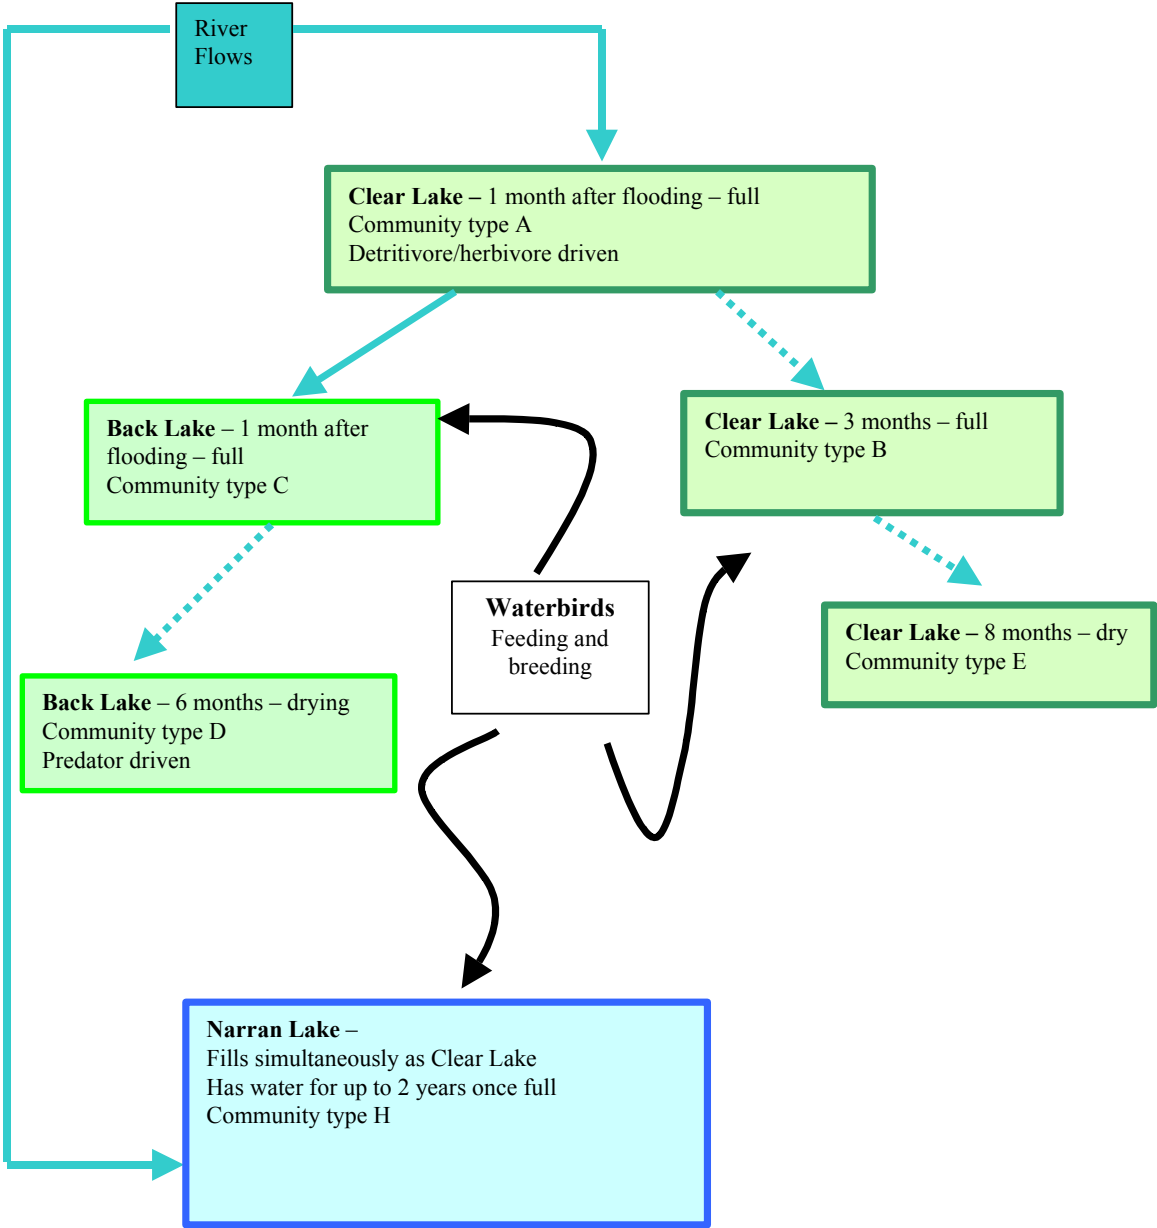 River
Flows
Clear Lake – 1 month after flooding – full
Community type A
Detritivore/herbivore driven
Back Lake – 1 month after
flooding – full
Community type C
Clear Lake – 3 months – full
Community type B
Waterbirds
Feeding and
breeding
Clear Lake – 8 months – dry
Community type E
Back Lake – 6 months – drying
Community type D
Predator driven
Narran Lake –
Fills simultaneously as Clear Lake
Has water for up to 2 years once full
Community type H